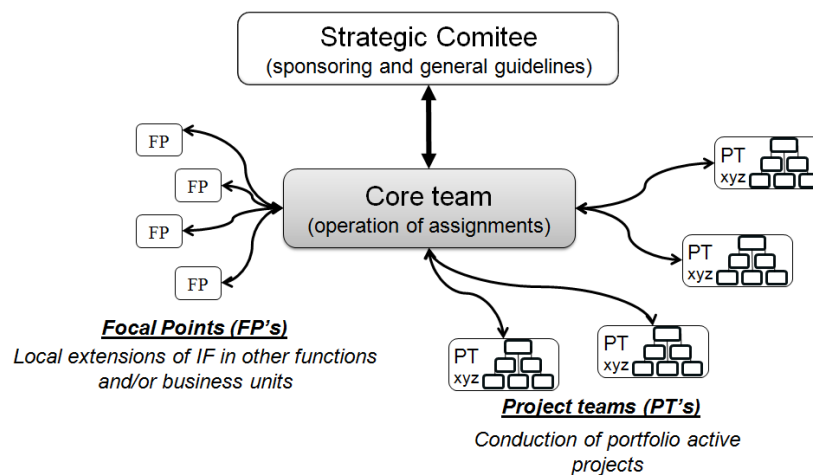 Strategic Comitee
(sponsoring and general guidelines)
FP
FP
FP
FP
Core team
(operation of assignments)
PT
xyz
PT
xyz
PT
xyz
PT
xyz
Focal Points (FP's)
Local extensions of IF in other functions
and/or business units
Project teams (PT's)
Conduction of portfolio active
projects